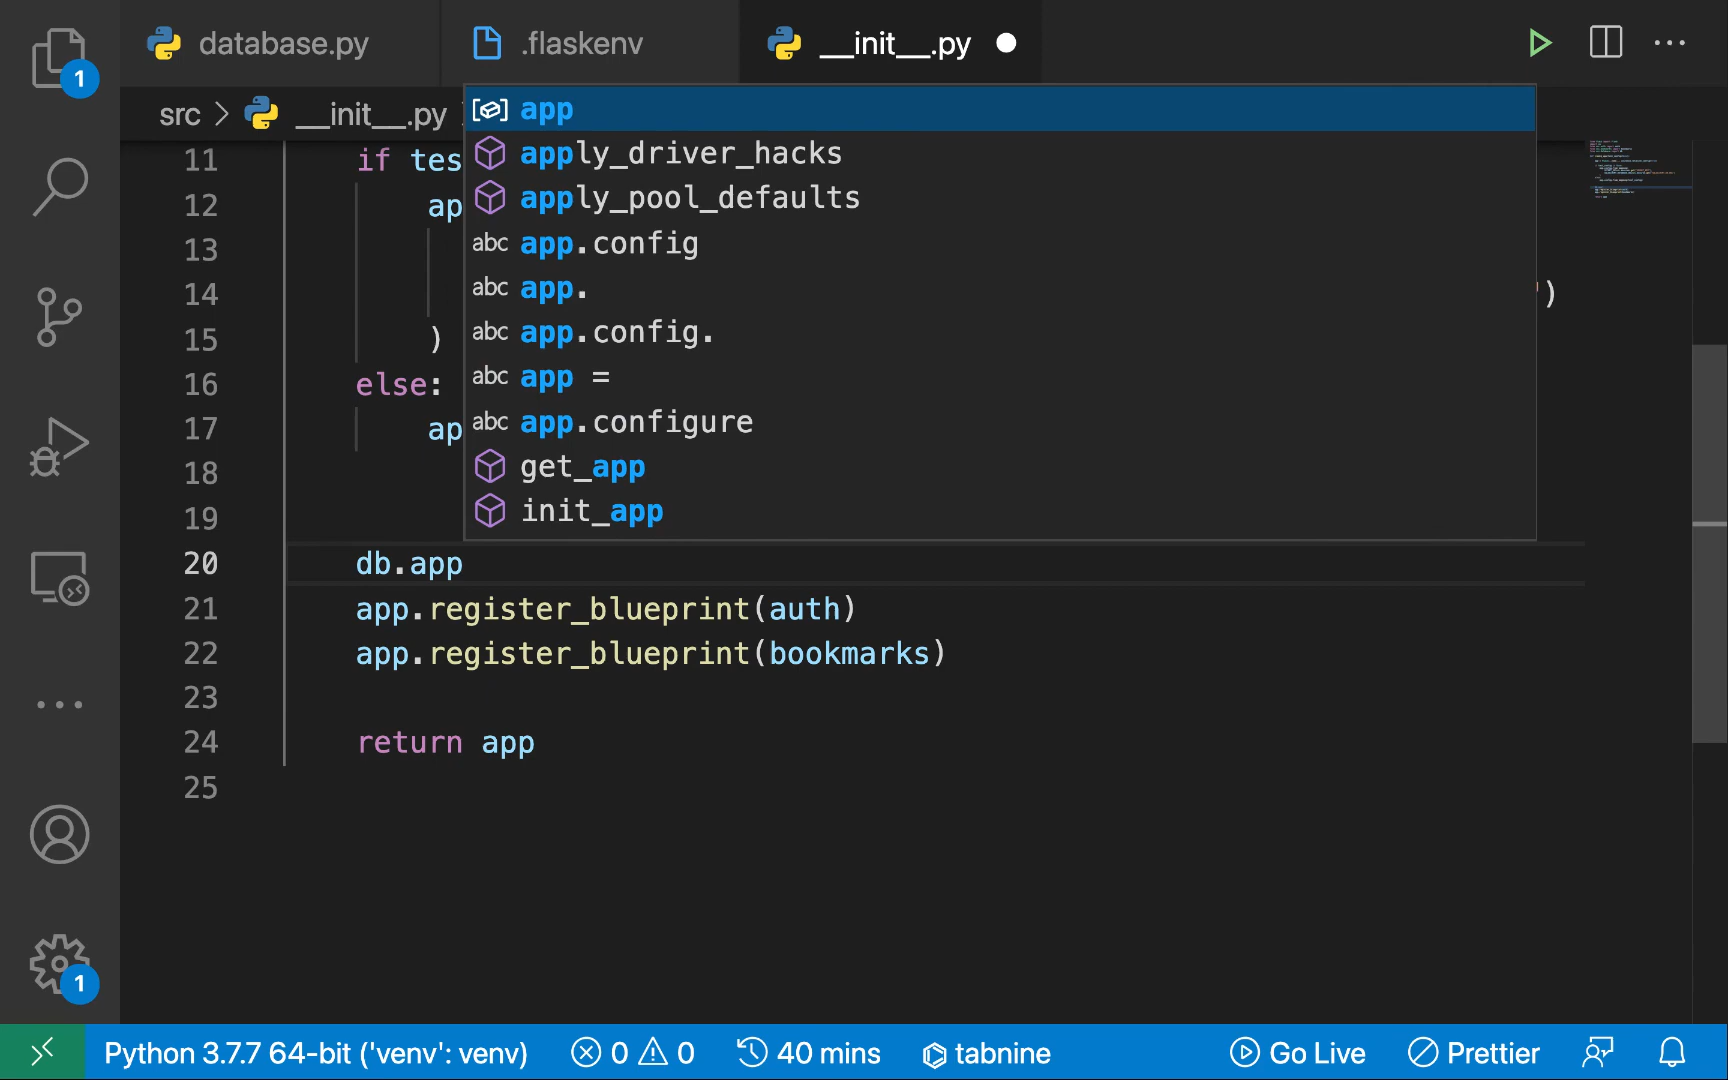 1
database.py
.flaskenv
__init__.py
src > __init__.py
app
apply_driver_hacks
apply_pool_defaults
abc app.config
abc app.
abc app.config.
abc app =
abc app.configure
get_app
init_app
11 if tes
12 ap
13
14 ")
15 )
16 else:
17 ap
18
19
20 db.app
21 app.register_blueprint(auth)
22 app.register_blueprint(bookmarks)
23
24 return app
25
1
Python 3.7.7 64-bit ('venv': venv) 0 0 40 mins tabnine Go Live Prettier